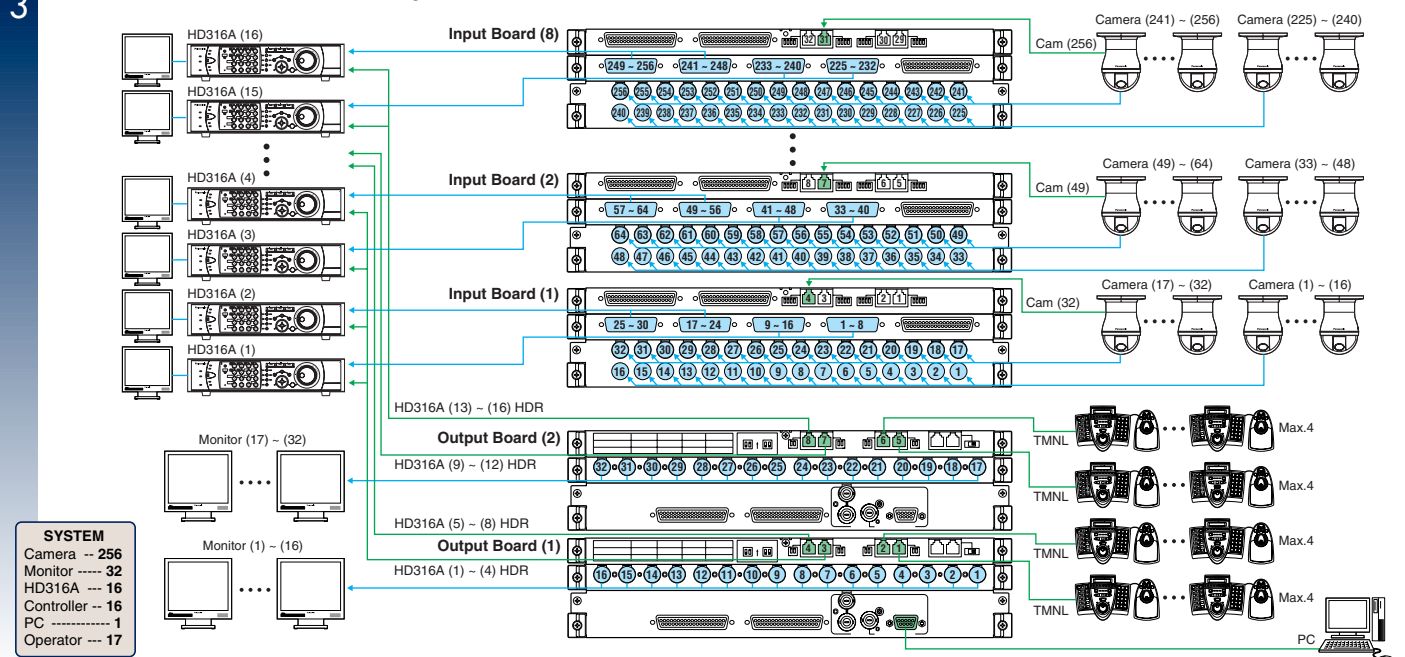 3
HD316A (16)
Input Board (8)
32 31 30 29
Cam (256)
Camera (241) ~ (256)
Camera (225) ~ (240)
249 ~ 256 241 ~ 248 233 ~ 240 225 ~ 232
HD316A (15)
256 255 254 253 252 251 250 249 248 247 246 245 244 243 242 241
240 239 238 237 236 235 234 233 232 231 230 229 228 227 226 225
HD316A (4)
Input Board (2)
8 7 6 5
Cam (49)
Camera (49) ~ (64)
Camera (33) ~ (48)
57 ~ 64 49 ~ 56 41 ~ 48 33 ~ 40
HD316A (3)
64 63 62 61 60 59 58 57 56 55 54 53 52 51 50 49
48 47 46 45 44 43 42 41 40 39 38 37 36 35 34 33
HD316A (2)
Input Board (1)
4 3 2 1
Cam (32)
Camera (17) ~ (32)
Camera (1) ~ (16)
25 ~ 30 17 ~ 24 9 ~ 16 1 ~ 8
HD316A (1)
32 31 30 29 28 27 26 25 24 23 22 21 20 19 18 17
16 15 14 13 12 11 10 9 8 7 6 5 4 3 2 1
HD316A (13) ~ (16) HDR
Monitor (17) ~ (32)
Output Board (2)
8 7 6 5
TMNL
Max.4
HD316A (9) ~ (12) HDR
32 31 30 29 28 27 26 25 24 23 22 21 20 19 18 17
TMNL
Max.4
HD316A (5) ~ (8) HDR
Monitor (1) ~ (16)
Output Board (1)
4 3 2 1
TMNL
Max.4
HD316A (1) ~ (4) HDR
16 15 14 13 12 11 10 9 8 7 6 5 4 3 2 1
TMNL
Max.4
PC
SYSTEM
Camera -- 256
Monitor ----- 32
HD316A --- 16
Controller -- 16
PC ------------ 1
Operator --- 17